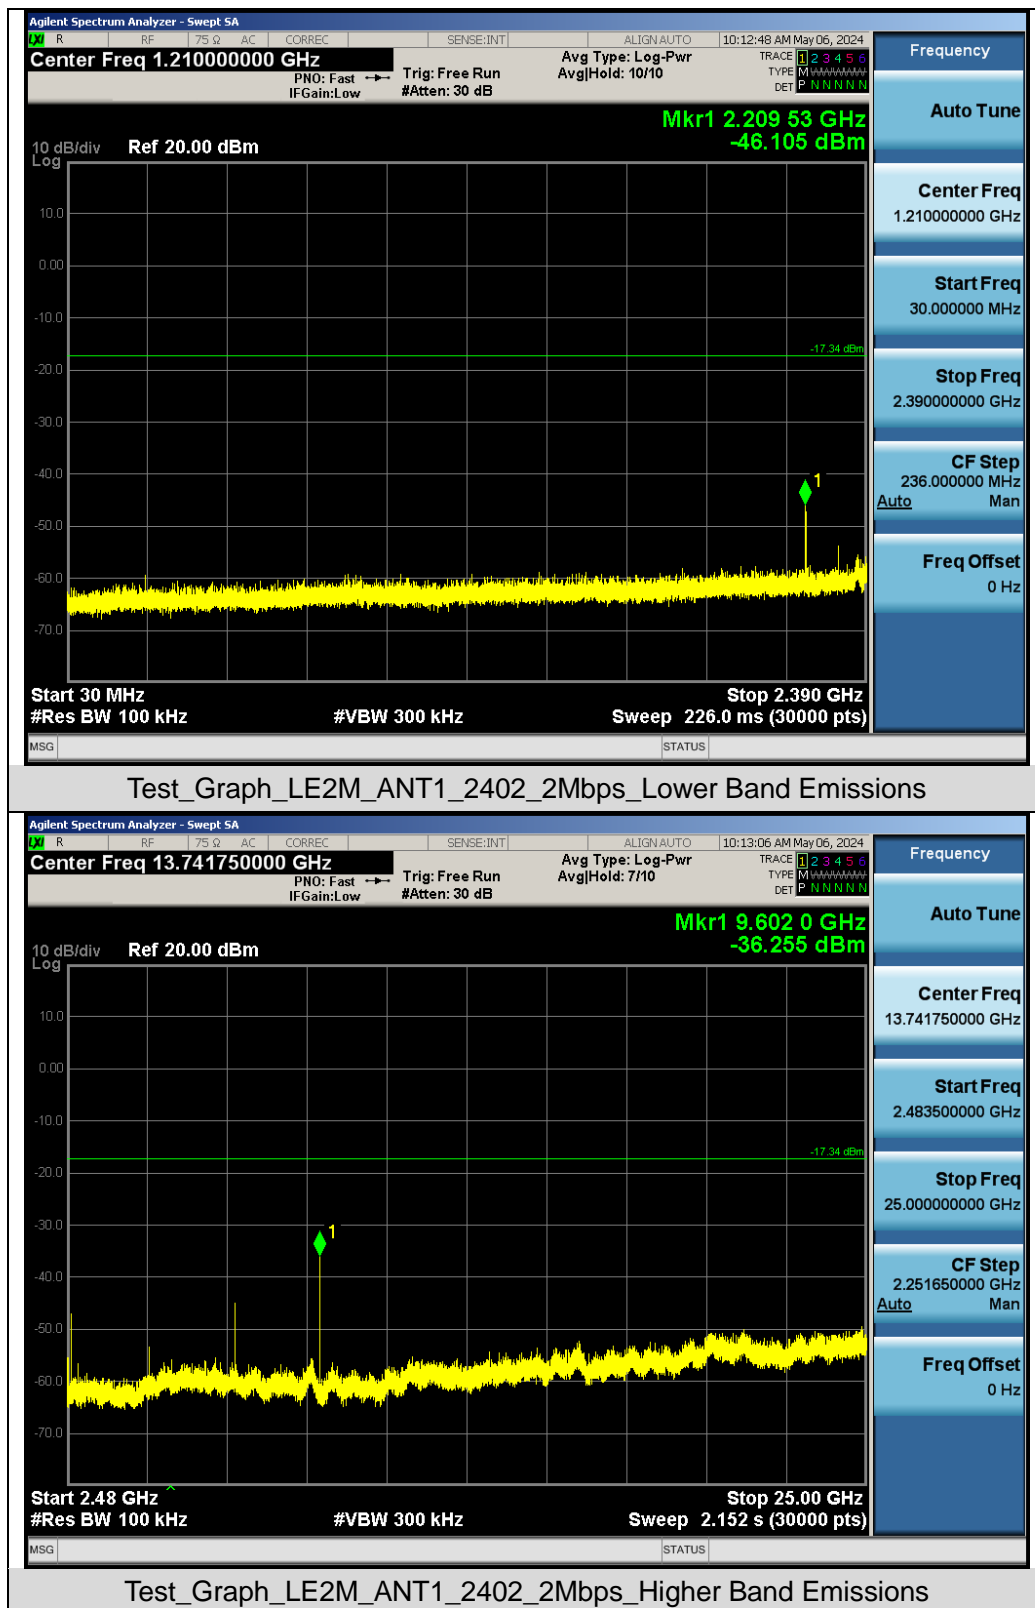 Agilent Spectrum Analyzer - Swept SA
LXI R RF 75 Ω AC CORREC SENSE:INT ALIGN AUTO 10:12:48 AM May 06, 2024
Center Freq 1.210000000 GHz
PNO: Fast
IFGain:Low
Trig: Free Run
#Atten: 30 dB
Avg Type: Log-Pwr
Avg|Hold: 10/10
TRACE 1 2 3 4 5 6
TYPE M
DET P N N N N N
Mkr1 2.209 53 GHz
-46.105 dBm
10 dB/div Ref 20.00 dBm
Log
10.0
0.00
-10.0
-17.34 dBm
-20.0
-30.0
-40.0
1
-50.0
-60.0
-70.0
Start 30 MHz Stop 2.390 GHz
#Res BW 100 kHz #VBW 300 kHz Sweep 226.0 ms (30000 pts)
MSG STATUS
Frequency
Auto Tune
Center Freq
1.210000000 GHz
Start Freq
30.000000 MHz
Stop Freq
2.390000000 GHz
CF Step
236.000000 MHz
Auto Man
Freq Offset
0 Hz
Test_Graph_LE2M_ANT1_2402_2Mbps_Lower Band Emissions
Agilent Spectrum Analyzer - Swept SA
LXI R RF 75 Ω AC CORREC SENSE:INT ALIGN AUTO 10:13:06 AM May 06, 2024
Center Freq 13.741750000 GHz
PNO: Fast
IFGain:Low
Trig: Free Run
#Atten: 30 dB
Avg Type: Log-Pwr
Avg|Hold: 7/10
TRACE 1 2 3 4 5 6
TYPE M
DET P N N N N N
Mkr1 9.602 0 GHz
-36.255 dBm
10 dB/div Ref 20.00 dBm
Log
10.0
0.00
-10.0
-17.34 dBm
-20.0
-30.0
1
-40.0
-50.0
-60.0
-70.0
Start 2.48 GHz Stop 25.00 GHz
#Res BW 100 kHz #VBW 300 kHz Sweep 2.152 s (30000 pts)
MSG STATUS
Frequency
Auto Tune
Center Freq
13.741750000 GHz
Start Freq
2.483500000 GHz
Stop Freq
25.000000000 GHz
CF Step
2.251650000 GHz
Auto Man
Freq Offset
0 Hz
Test_Graph_LE2M_ANT1_2402_2Mbps_Higher Band Emissions